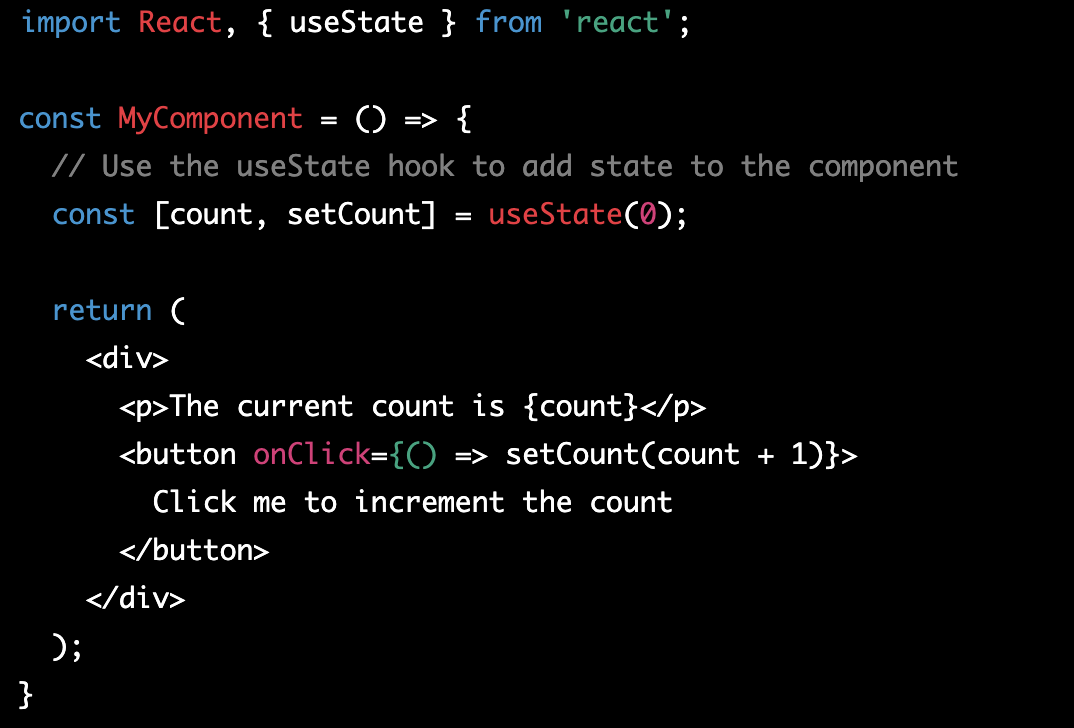 import React, { useState } from 'react';

const MyComponent = () => {
  // Use the useState hook to add state to the component
  const [count, setCount] = useState(0);

  return (
    <div>
      <p>The current count is {count}</p>
      <button onClick={() => setCount(count + 1)}>
        Click me to increment the count
      </button>
    </div>
  );
}